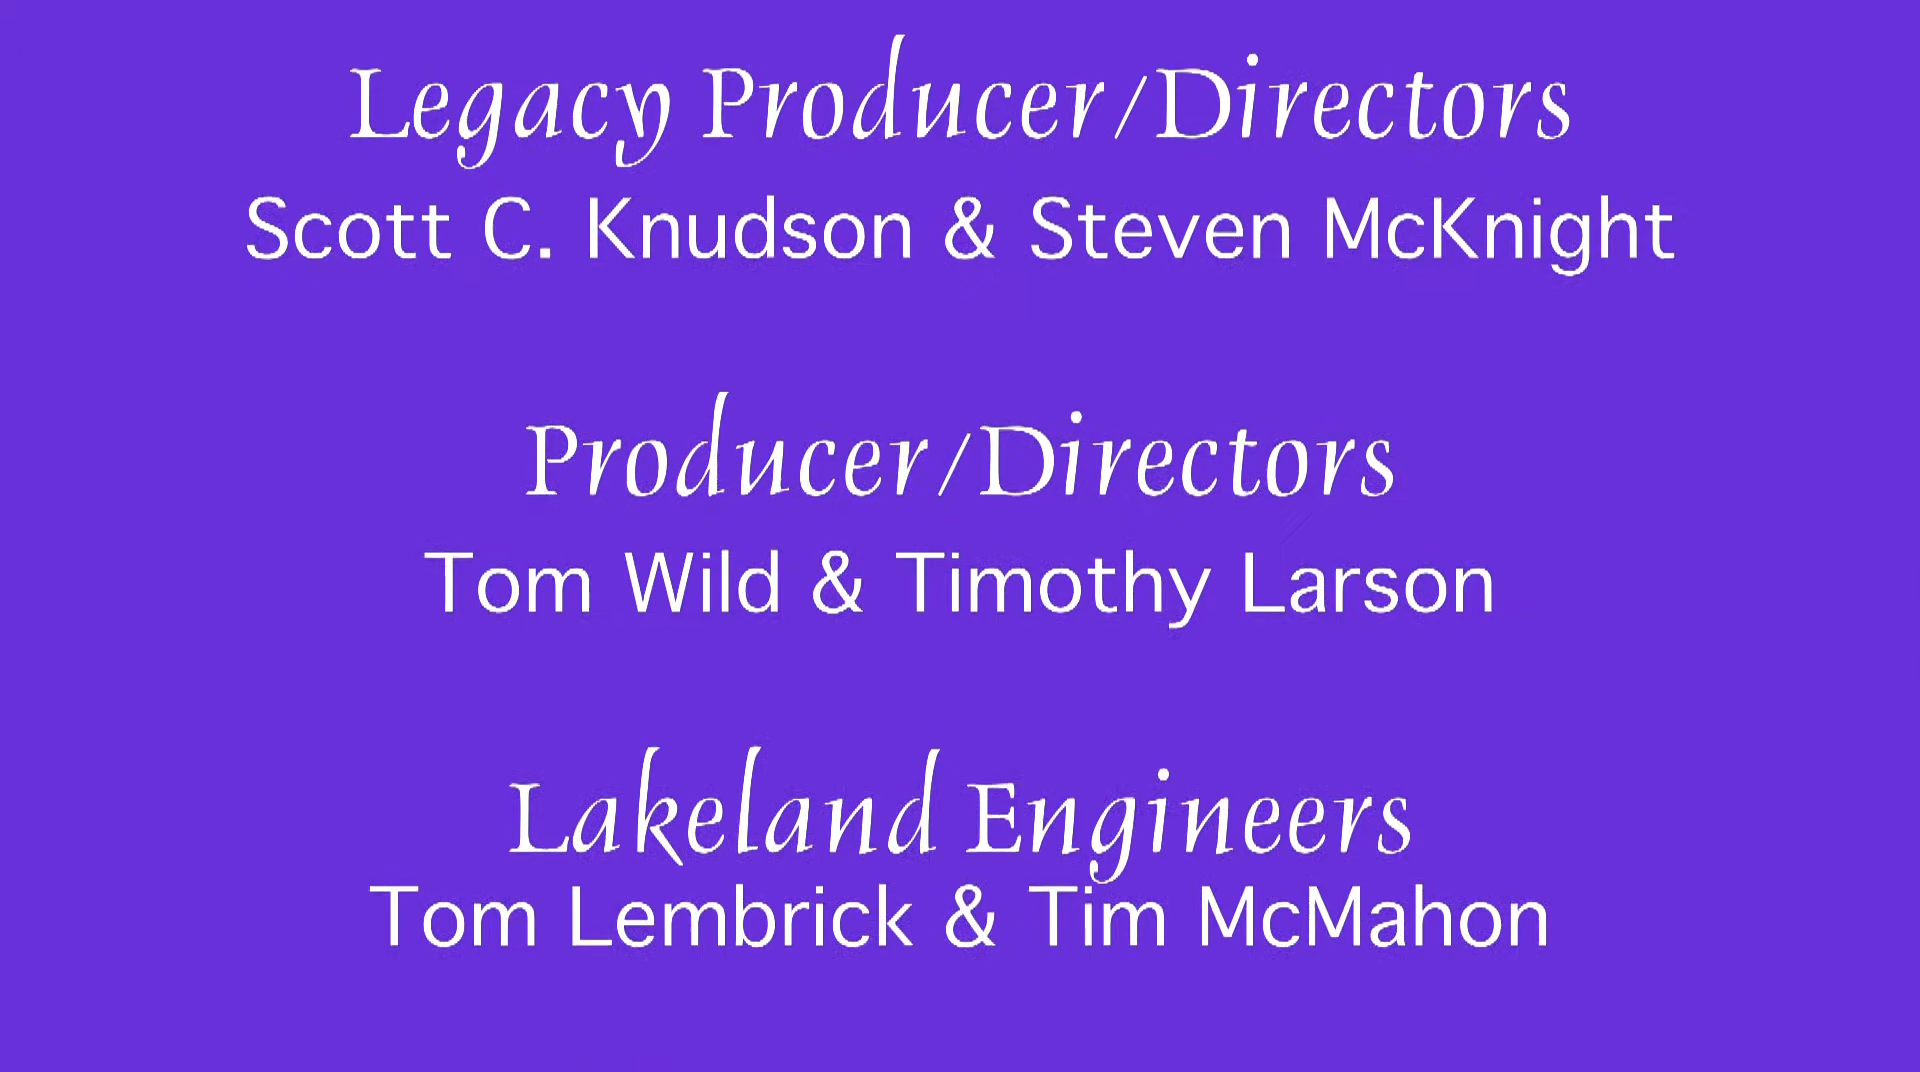 Legacy Producer/Directors
Scott C. Knudson & Steven McKnight
Producer/Directors
Tom Wild & Timothy Larson
Lakeland Engineers
Tom Lembrick & Tim McMahon